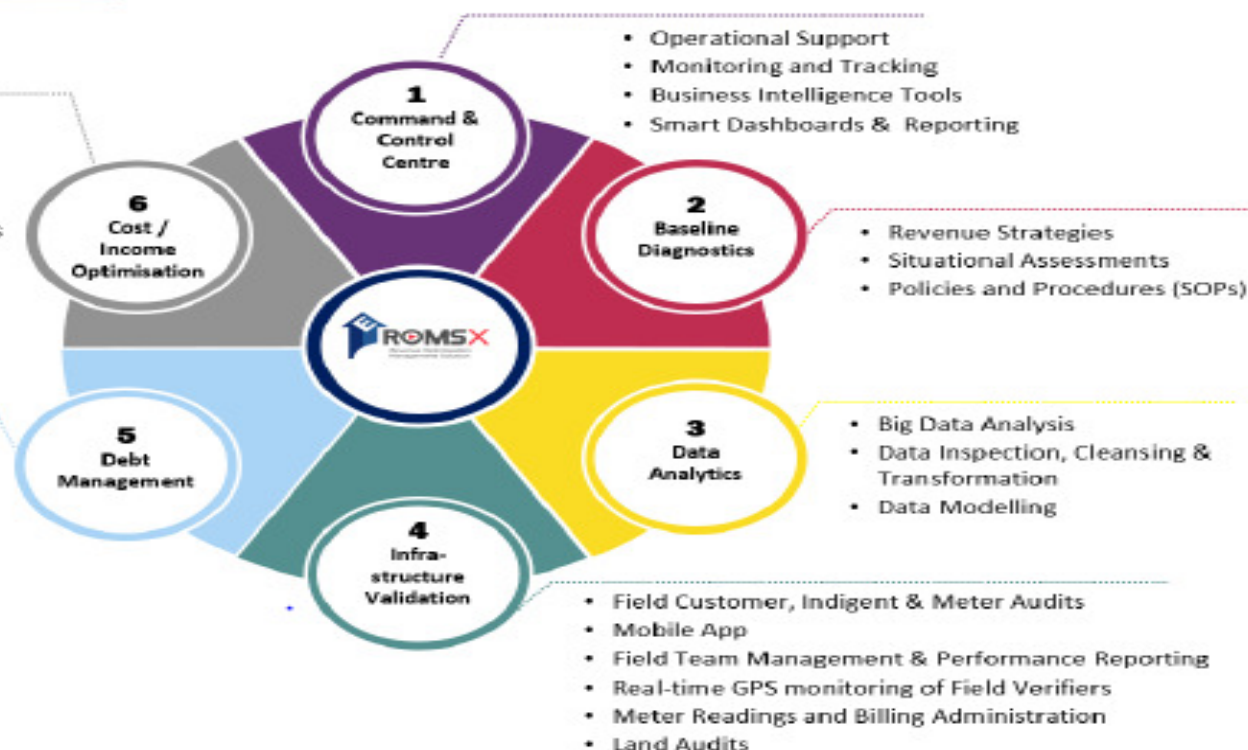 • Operational Support
• Monitoring and Tracking
• Business Intelligence Tools
• Smart Dashboards & Reporting
1
Command &
Control
Centre
2
Baseline
Diagnostics
• Revenue Strategies
• Situational Assessments
• Policies and Procedures (SOPs)
6
Cost /
Income
Optimisation
s
ROMSX
3
Data
Analytics
• Big Data Analysis
• Data Inspection, Cleansing &
Transformation
• Data Modelling
5
Debt
Management
4
Infra-
structure
Validation
• Field Customer, Indigent & Meter Audits
• Mobile App
• Field Team Management & Performance Reporting
• Real-time GPS monitoring of Field Verifiers
• Meter Readings and Billing Administration
• Land Audits